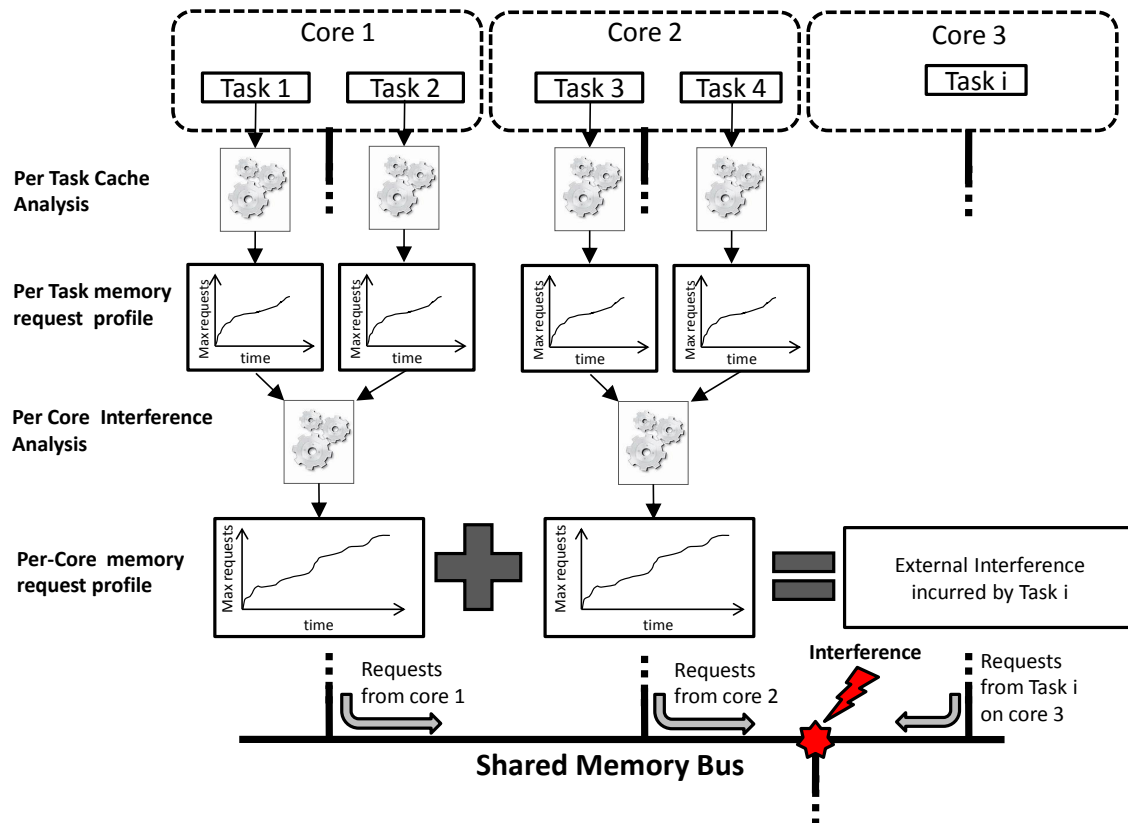 Core 1
Core 2
Core 3
Task 1
Task 2
Task 3
Task 4
Task i
Per Task Cache
Analysis
Per Task memory
request profile
Max requests
time
Max requests
time
Max requests
time
Max requests
time
Per Core Interference
Analysis
Per-Core memory
request profile
Max requests
time
Max requests
time
External Interference
incurred by Task i
Requests
from core 1
Requests
from core 2
Interference
Requests
from Task i
on core 3
Shared Memory Bus